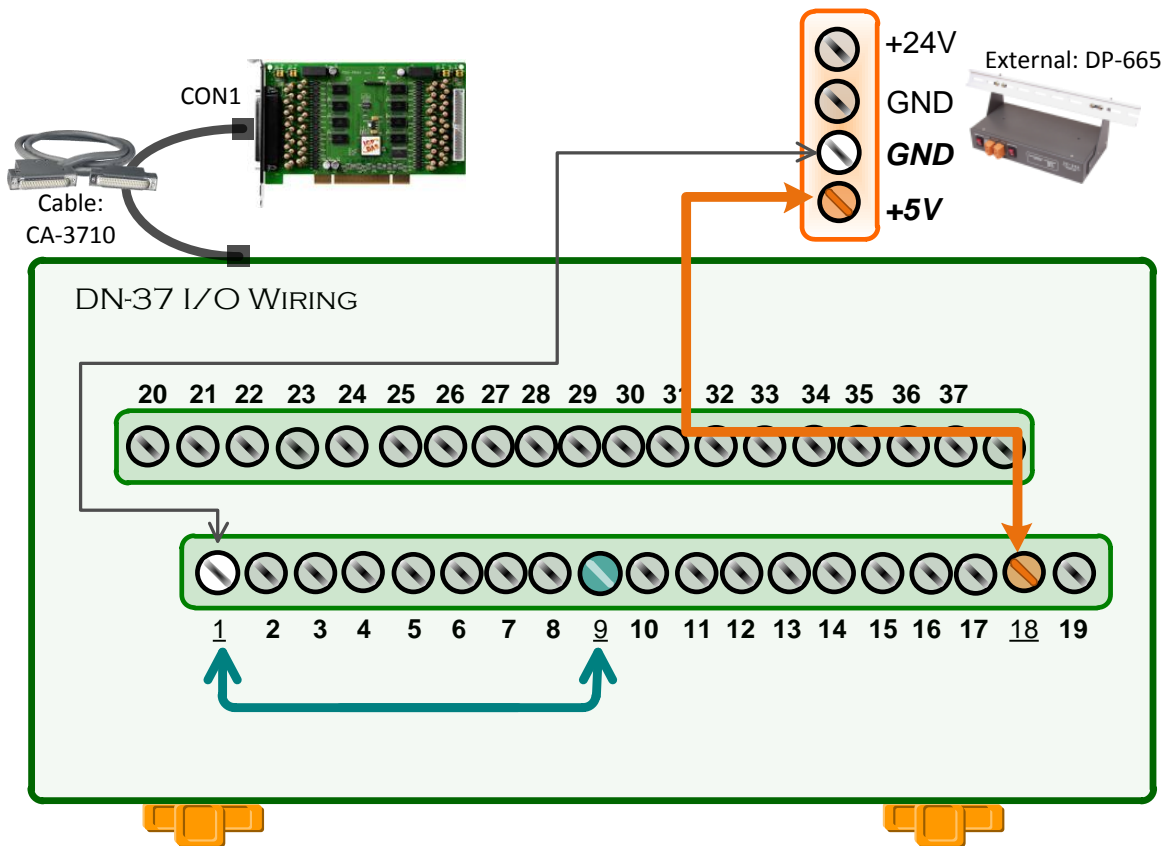 +24V
External: DP-665
CON1
GND
GND
Cable:
CA-3710
+5V
DN-37 I/O WIRING
20 21 22 23 24 25 26 27 28 29 30 31 32 33 34 35 36 37
1 2 3 4 5 6 7 8 9 10 11 12 13 14 15 16 17 18 19